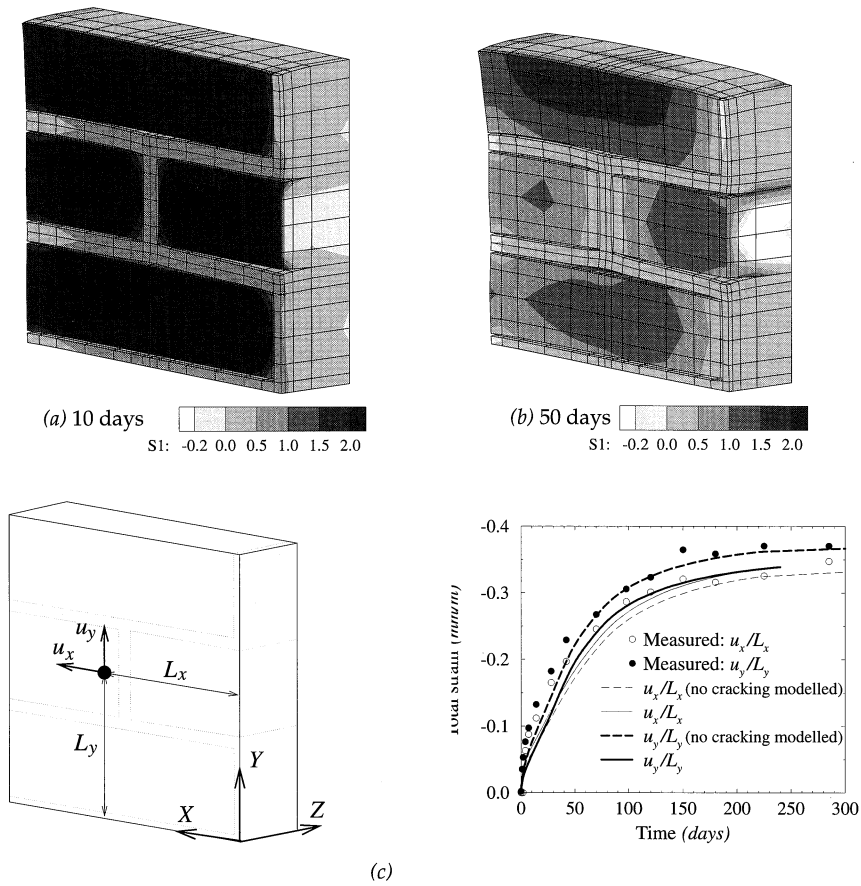 (a) 10 days
S1: -0.2 0.0 0.5 1.0 1.5 2.0
(b) 50 days
S1: -0.2 0.0 0.5 1.0 1.5 2.0
u_y
u_x
L_x
L_y
Y
X
Z
Total strain (mm/m)
-0.4
-0.3
-0.2
-0.1
0.0
Measured: u_x/L_x
Measured: u_y/L_y
u_x/L_x (no cracking modelled)
u_x/L_x
u_y/L_y (no cracking modelled)
u_y/L_y
0 50 100 150 200 250 300
Time (days)
(c)